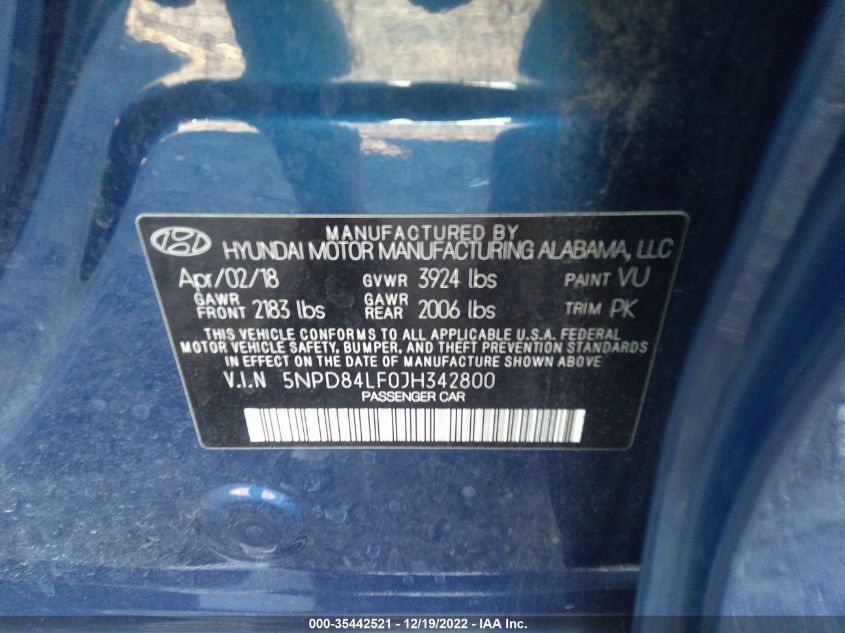 MANUFACTURED BY
HYUNDAI MOTOR MANUFACTURING ALABAMA, LLC
Apr/02/18 GVWR 3924 lbs PAINT VU
GAWR FRONT 2183 lbs GAWR REAR 2006 lbs TRIM PK
THIS VEHICLE CONFORMS TO ALL APPLICABLE U.S.A. FEDERAL
MOTOR VEHICLE SAFETY, BUMPER, AND THEFT PREVENTION STANDARDS
IN EFFECT ON THE DATE OF MANUFACTURE SHOWN ABOVE
V.I.N 5NPD84LF0JH342800
PASSENGER CAR
000-35442521 - 12/19/2022 - IAA Inc.